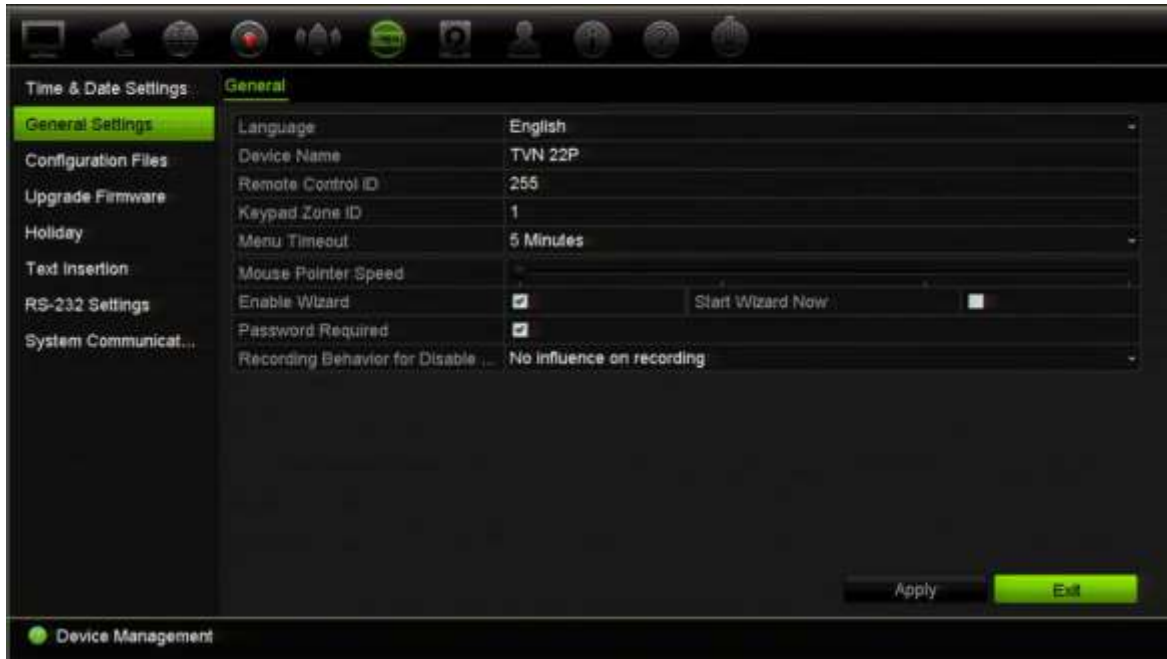 Time & Date Settings
General Settings
Configuration Files
Upgrade Firmware
Holiday
Text Insertion
RS-232 Settings
System Communicat...
General
Language English
Device Name TVN 22P
Remote Control ID 255
Keypad Zone ID 1
Menu Timeout 5 Minutes
Mouse Pointer Speed
Enable Wizard Start Wizard Now
Password Required
Recording Behavior for Disable ... No influence on recording
Apply Exit
Device Management